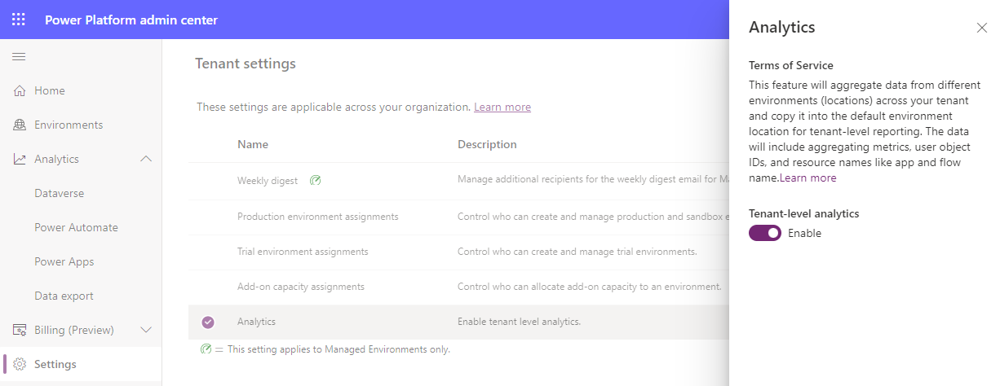 Power Platform admin center
Home
Environments
Analytics
Dataverse
Power Automate
Power Apps
Data export
Billing (Preview)
Settings
Tenant settings
These settings are applicable across your organization. Learn more
Name Description
Weekly digest Manage additional recipients for the weekly digest email for
Production environment assignments Control who can create and manage production and sandbox
Trial environment assignments Control who can create and manage trial environments.
Add-on capacity assignments Control who can allocate add-on capacity to an environment.
Analytics Enable tenant level analytics.
= This setting applies to Managed Environments only.
Analytics
Terms of Service
This feature will aggregate data from different
environments (locations) across your tenant
and copy it into the default environment
location for tenant-level reporting. The data
will include aggregating metrics, user object
IDs, and resource names like app and flow
name.Learn more
Tenant-level analytics
Enable